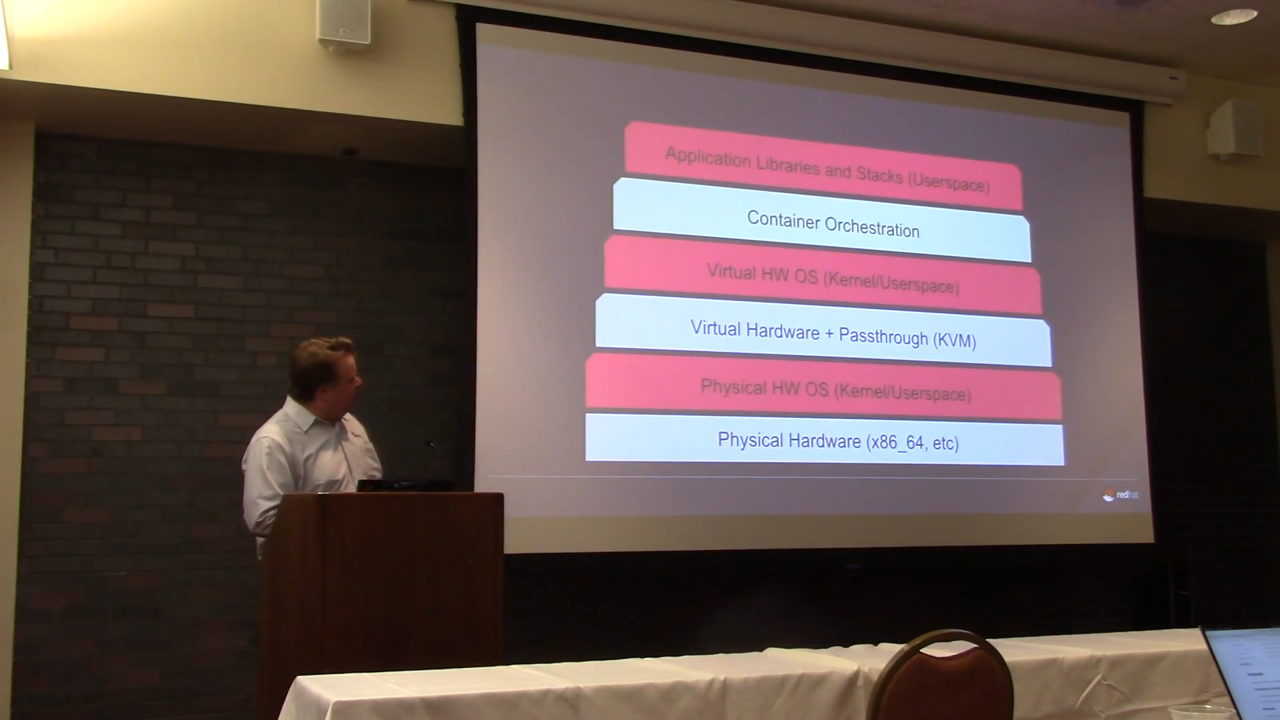 Application Libraries and Stacks (Userspace)
Container Orchestration
Virtual HW OS (Kernel/Userspace)
Virtual Hardware + Passthrough (KVM)
Physical HW OS (Kernel/Userspace)
Physical Hardware (x86_64, etc)
redhat